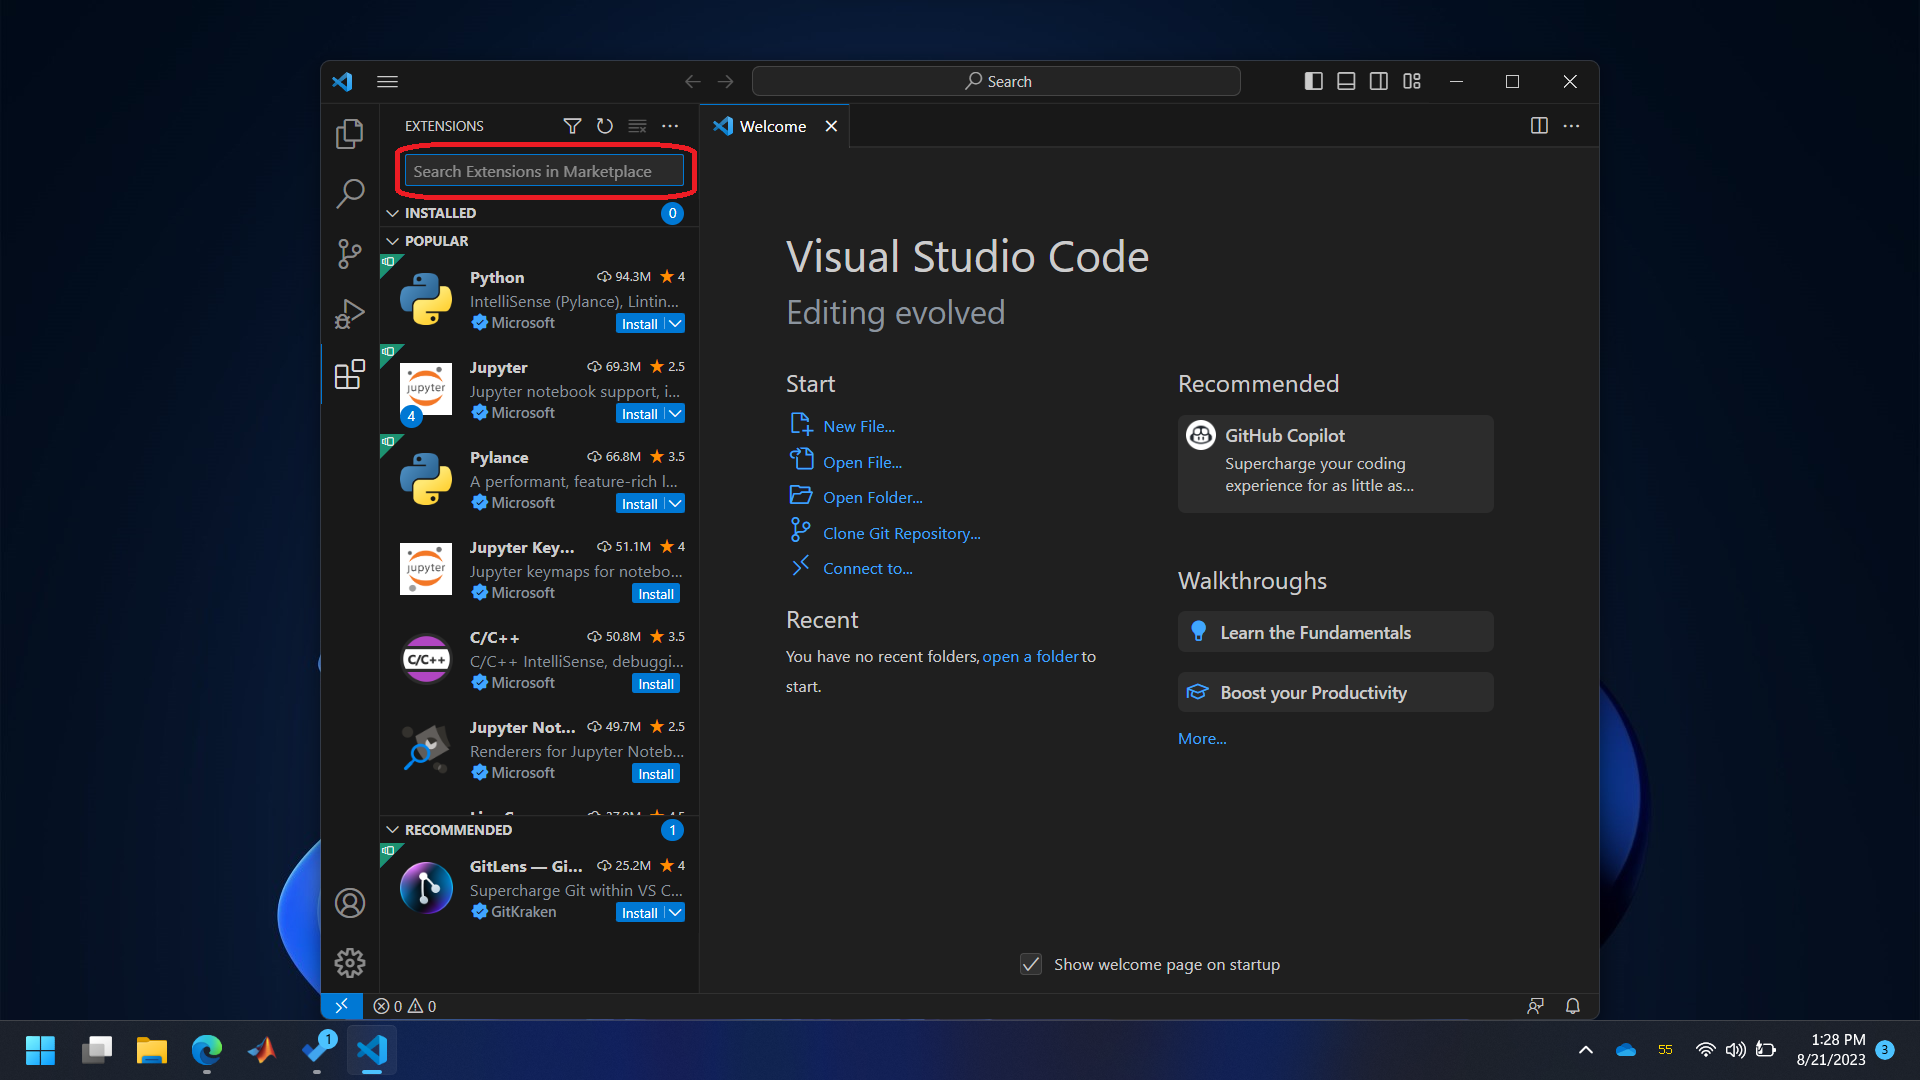 Search
EXTENSIONS
Welcome
Search Extensions in Marketplace
INSTALLED 0
POPULAR
Python 94.3M 4
IntelliSense (Pylance), Lintin...
Microsoft Install
Jupyter 69.3M 2.5
Jupyter notebook support, i...
Microsoft Install
jupyter
4
Pylance 66.8M 3.5
A performant, feature-rich l...
Microsoft Install
Jupyter Key... 51.1M 4
Jupyter keymaps for notebo...
Microsoft Install
jupyter
C/C++ 50.8M 3.5
C/C++ IntelliSense, debuggi...
Microsoft Install
C/C++
Jupyter Not... 49.7M 2.5
Renderers for Jupyter Noteb...
Microsoft Install
RECOMMENDED 1
GitLens — Gi... 25.2M 4
Supercharge Git within VS C...
GitKraken Install
Visual Studio Code
Editing evolved
Start
New File...
Open File...
Open Folder...
Clone Git Repository...
Connect to...
Recent
You have no recent folders, open a folder to
start.
Recommended
GitHub Copilot
Supercharge your coding
experience for as little as...
Walkthroughs
Learn the Fundamentals
Boost your Productivity
More...
Show welcome page on startup
0 0
1
55
1:28 PM
8/21/2023
3